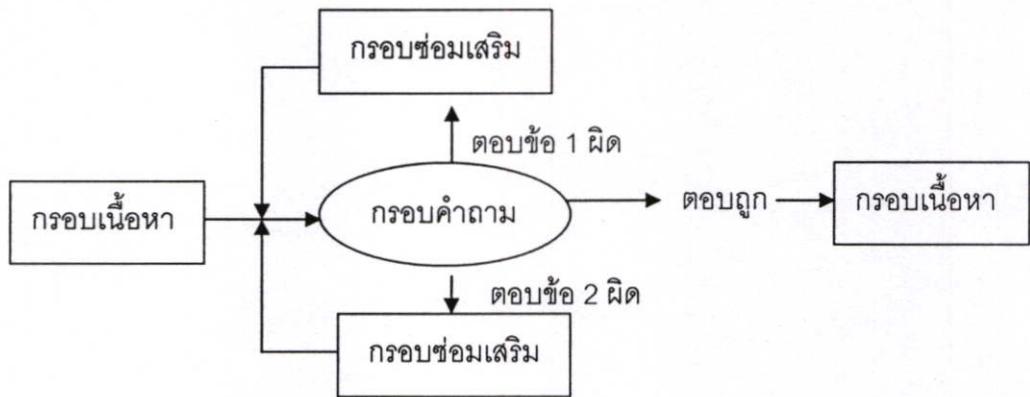 กรอบซ่อมเสริม
ตอบข้อ 1 ผิด
กรอบเนื้อหา
กรอบคำถาม
ตอบถูก
กรอบเนื้อหา
ตอบข้อ 2 ผิด
กรอบซ่อมเสริม